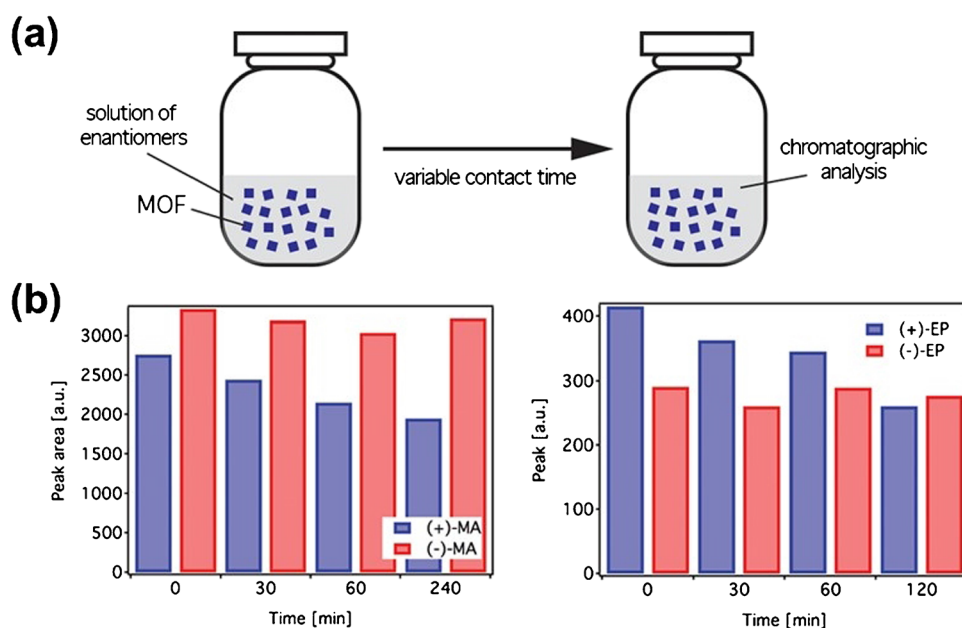 (a)
solution of
enantiomers
MOF
variable contact time
chromatographic
analysis
(b)
Peak area [a.u.]
3000
2500
2000
1500
1000
500
0
0 30 60 240
Time [min]
(+)-MA
(-)-MA
Peak [a.u.]
400
300
200
100
0
0 30 60 120
Time [min]
(+)-EP
(-)-EP